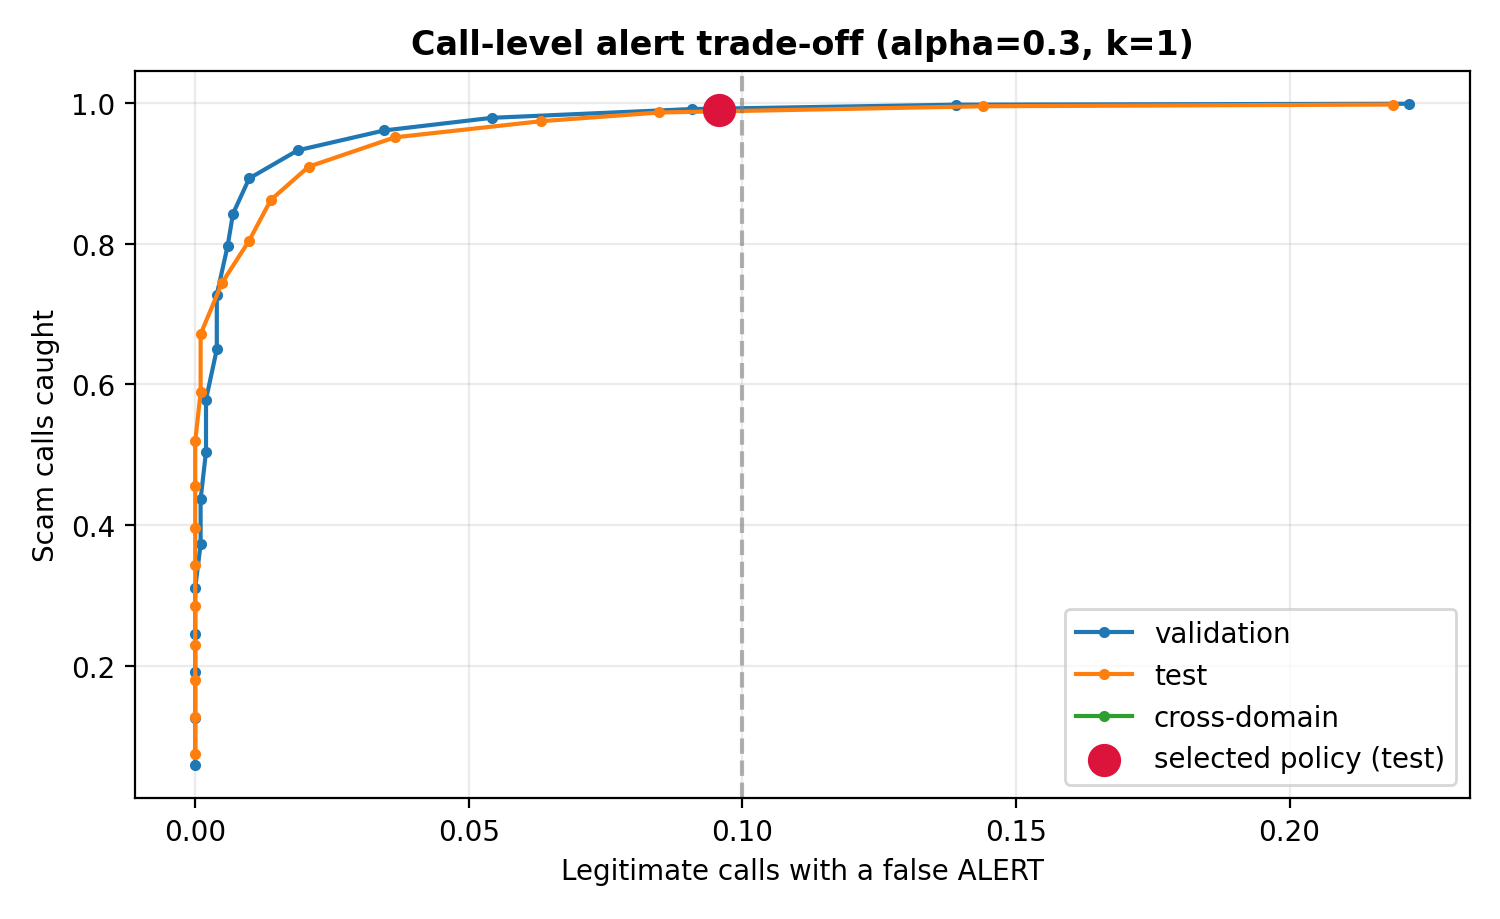 Call-level alert trade-off (alpha=0.3, k=1)
1.0
0.8
0.6
0.4
0.2
Scam calls caught
0.00
0.05
0.10
0.15
0.20
Legitimate calls with a false ALERT
validation
test
cross-domain
selected policy (test)